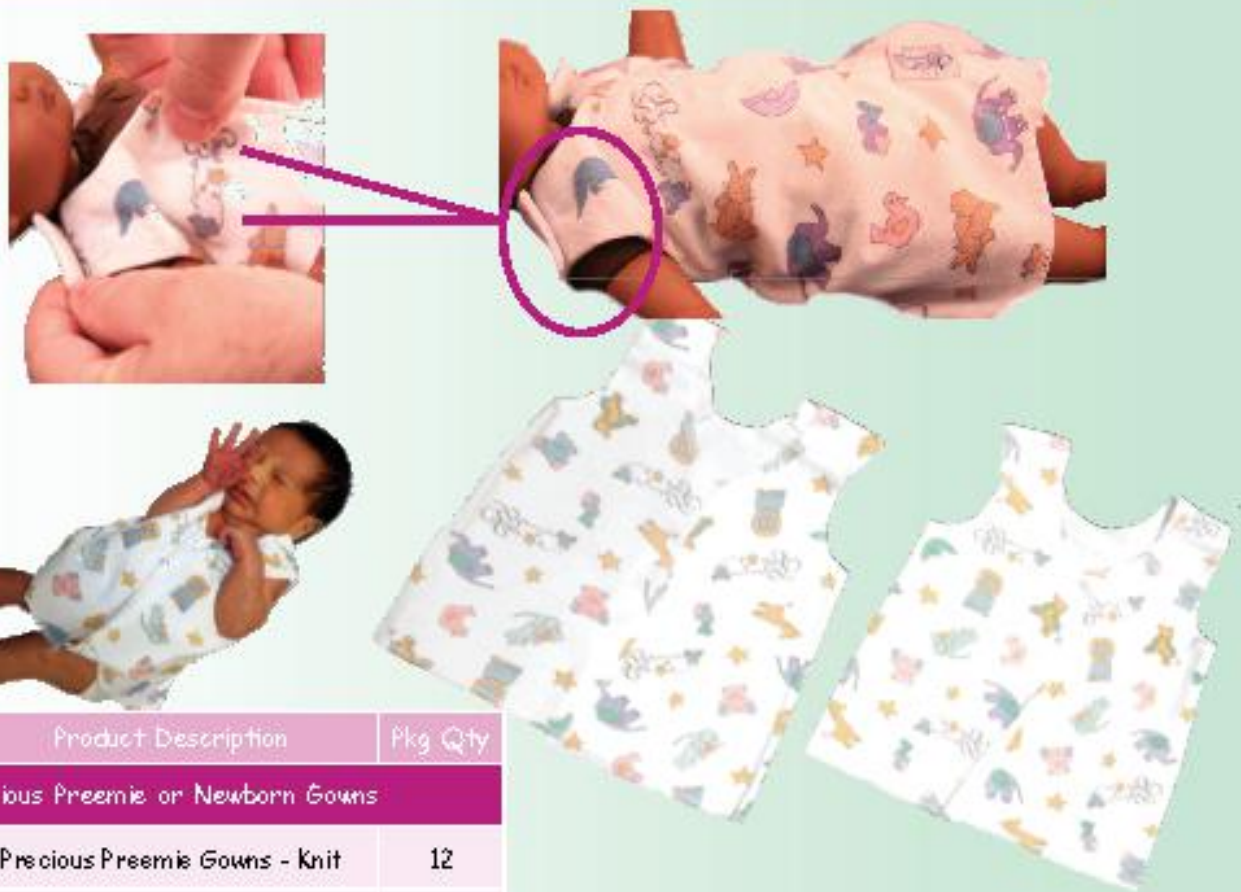 Product Description Pkg Qty
ious Preemie or Newborn Gowns
Precious Preemie Gowns - Knit 12